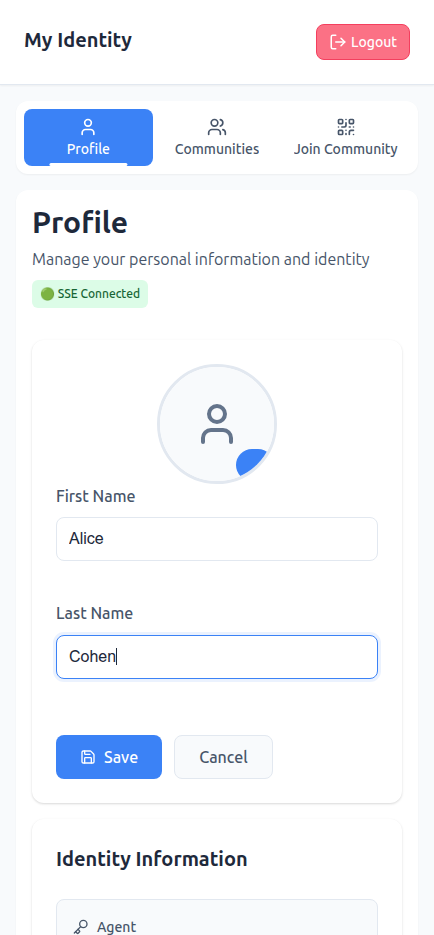 My Identity
Logout
Profile
Communities
Join Community
Profile
Manage your personal information and identity
SSE Connected
First Name
Alice
Last Name
Cohen
Save
Cancel
Identity Information
Agent